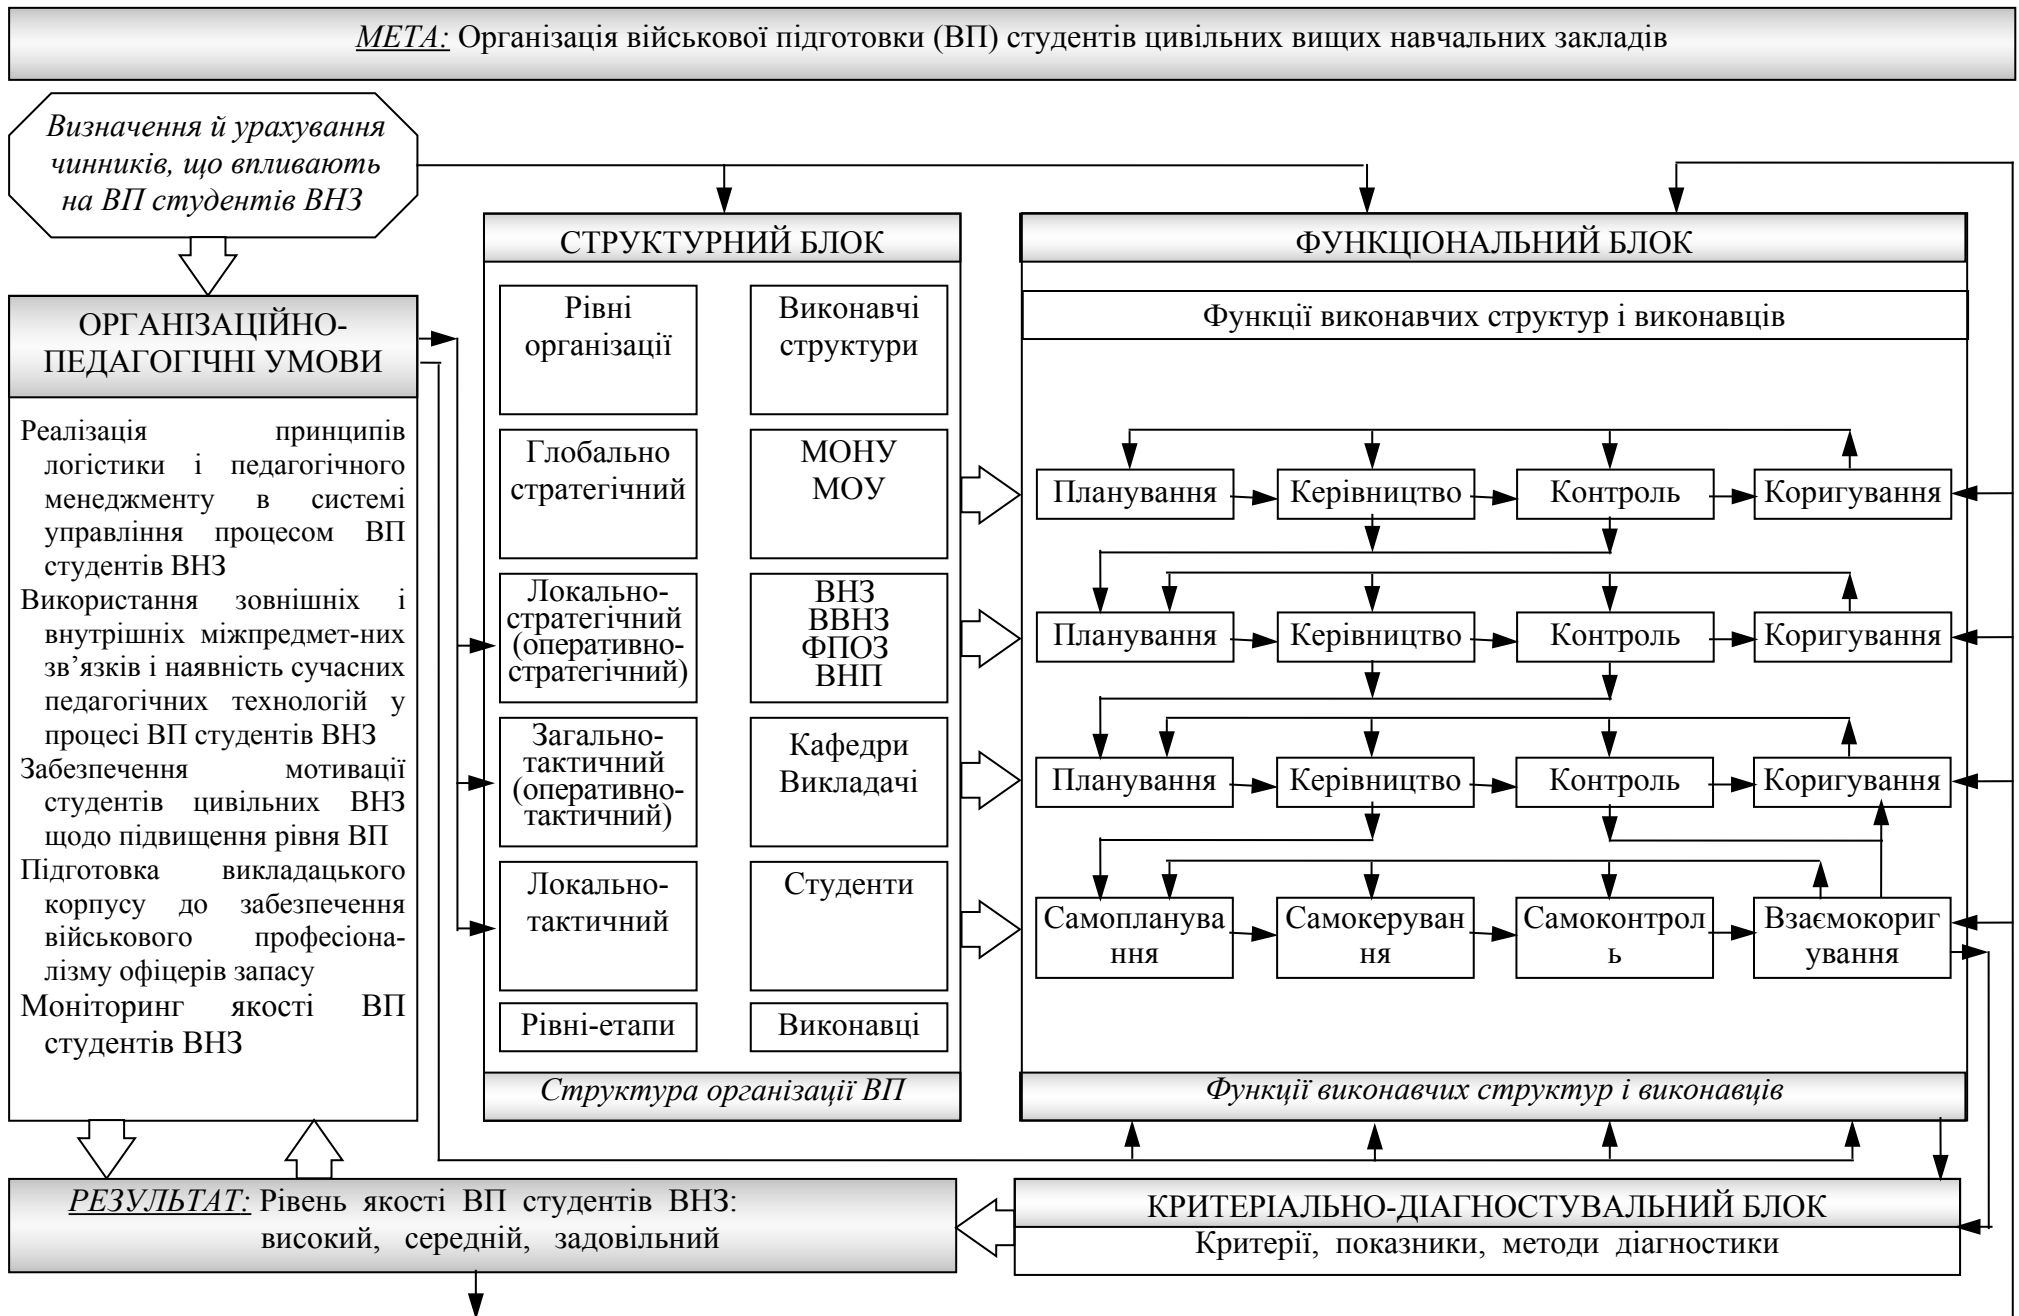 МЕТА: Організація військової підготовки (ВП) студентів цивільних вищих навчальних закладів
Визначення й урахування
чинників, що впливають
на ВП студентів ВНЗ
ОРГАНІЗАЦІЙНО-
ПЕДАГОГІЧНІ УМОВИ
Реалізація принципів
логістики і педагогічного
менеджменту в системі
управління процесом ВП
студентів ВНЗ
Використання зовнішніх і
внутрішніх міжпредмет-них
зв’язків і наявність сучасних
педагогічних технологій у
процесі ВП студентів ВНЗ
Забезпечення мотивації
студентів цивільних ВНЗ
щодо підвищення рівня ВП
Підготовка викладацького
корпусу до забезпечення
військового професіона-
лізму офіцерів запасу
Моніторинг якості ВП
студентів ВНЗ
СТРУКТУРНИЙ БЛОК
Рівні
організації
Виконавчі
структури
Глобально
стратегічний
МОНУ
МОУ
Локально-
стратегічний
(оперативно-
стратегічний)
ВНЗ
ВВНЗ
ФПОЗ
ВНП
Загально-
тактичний
(оперативно-
тактичний)
Кафедри
Викладачі
Локально-
тактичний
Студенти
Рівні-етапи
Виконавці
Структура організації ВП
ФУНКЦІОНАЛЬНИЙ БЛОК
Функції виконавчих структур і виконавців
Планування
Керівництво
Контроль
Коригування
Планування
Керівництво
Контроль
Коригування
Планування
Керівництво
Контроль
Коригування
Самопланува
ння
Самокеруван
ня
Самоконтрол
ь
Взаємокориг
ування
Функції виконавчих структур і виконавців
РЕЗУЛЬТАТ: Рівень якості ВП студентів ВНЗ:
високий, середній, задовільний
КРИТЕРІАЛЬНО-ДІАГНОСТУВАЛЬНИЙ БЛОК
Критерії, показники, методи діагностики